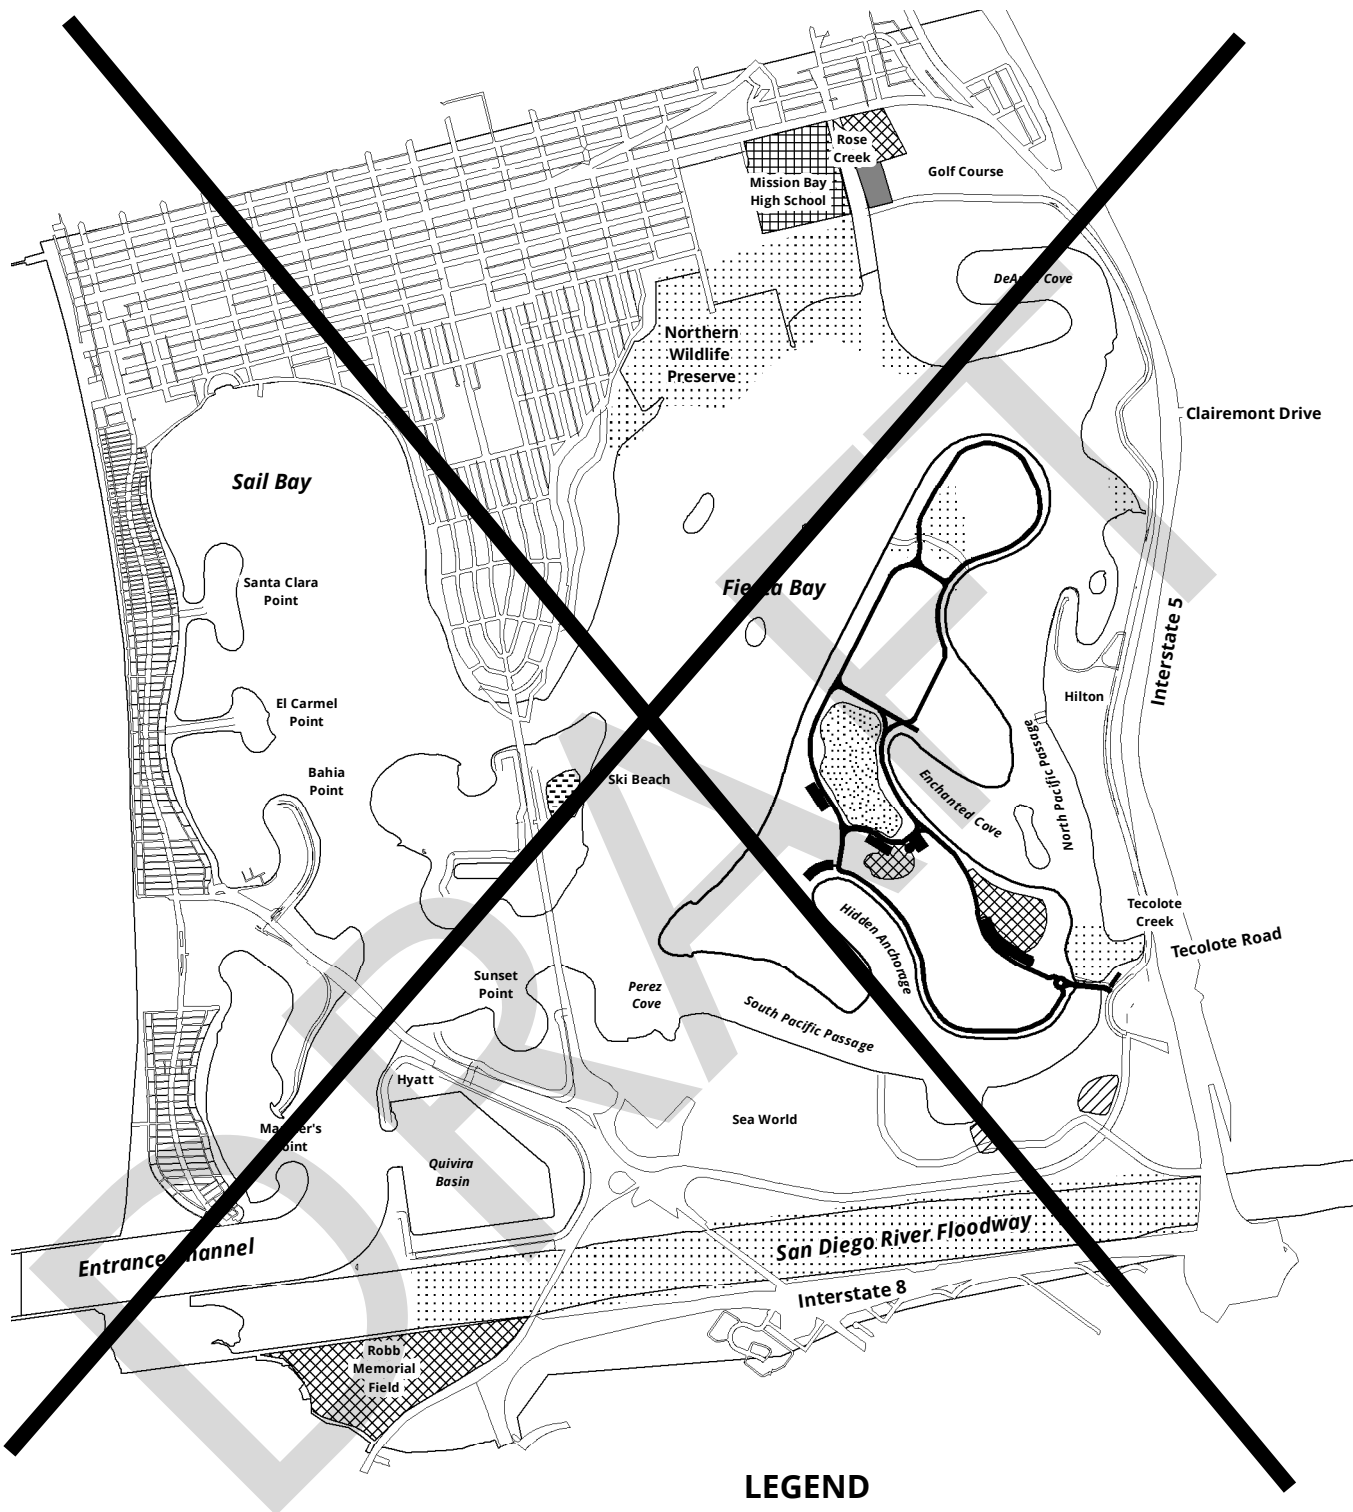 Rose
Creek
Golf Course
Mission Bay
High School
Cove
Northern
Wildlife
Preserve
Clairemont Drive
Sail Bay
Santa Clara
Point
Bay
Interstate 5
El Carmel
Point
Hilton
North Pacific Passage
Bahia
Point
Ski Beach
Enchanted Cove
Tecolote
Creek
Hidden Anchorage
Tecolote Road
Sunset
Point
Perez
Cove
South Pacific Passage
Hyatt
Sea World
Quivira
Basin
San Diego River Floodway
Entrance
Interstate 8
Robb
Memorial
Field
LEGEND
DRAFT